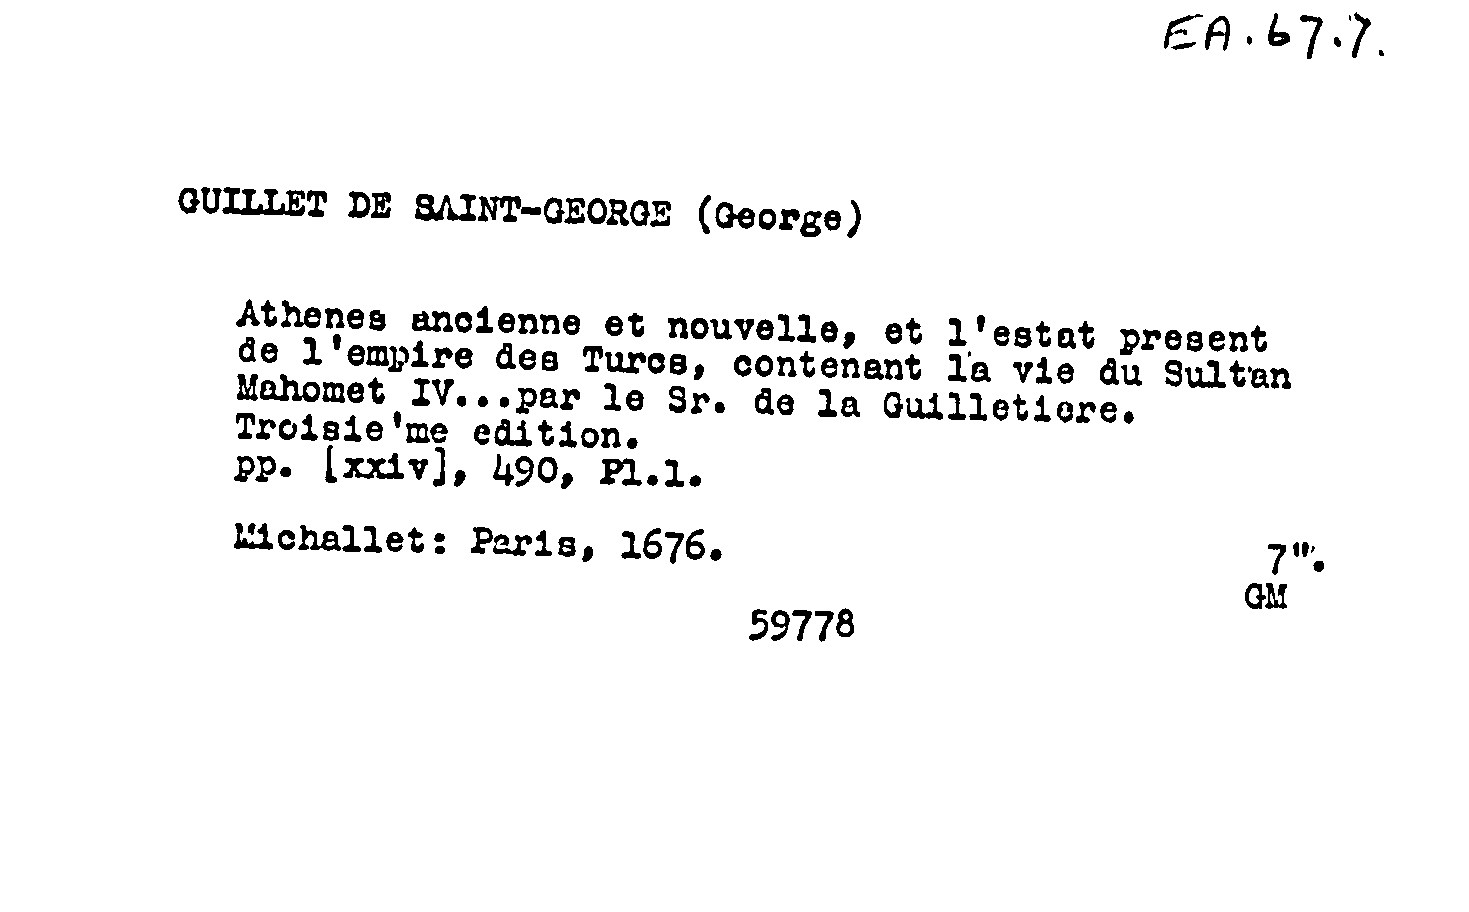 EA.67.7.
GUILLET DE SAINT-GEORGE (George)
Athenes ancienne et nouvelle, et l'estat present
de l'empire des Turcs, contenant la vie du Sultan
Mahomet IV...par le Sr. de la Guilletiere.
Troisie'me edition.
pp. [xxiv], 490, Pl.1.
Michallet: Paris, 1676.
7".
GM
59778